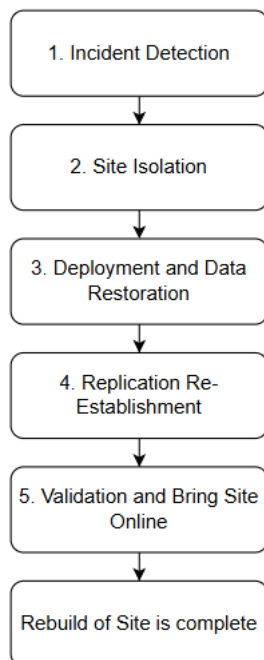 1. Incident Detection
2. Site Isolation
3. Deployment and Data
Restoration
4. Replication Re-
Establishment
5. Validation and Bring Site
Online
Rebuild of Site is complete